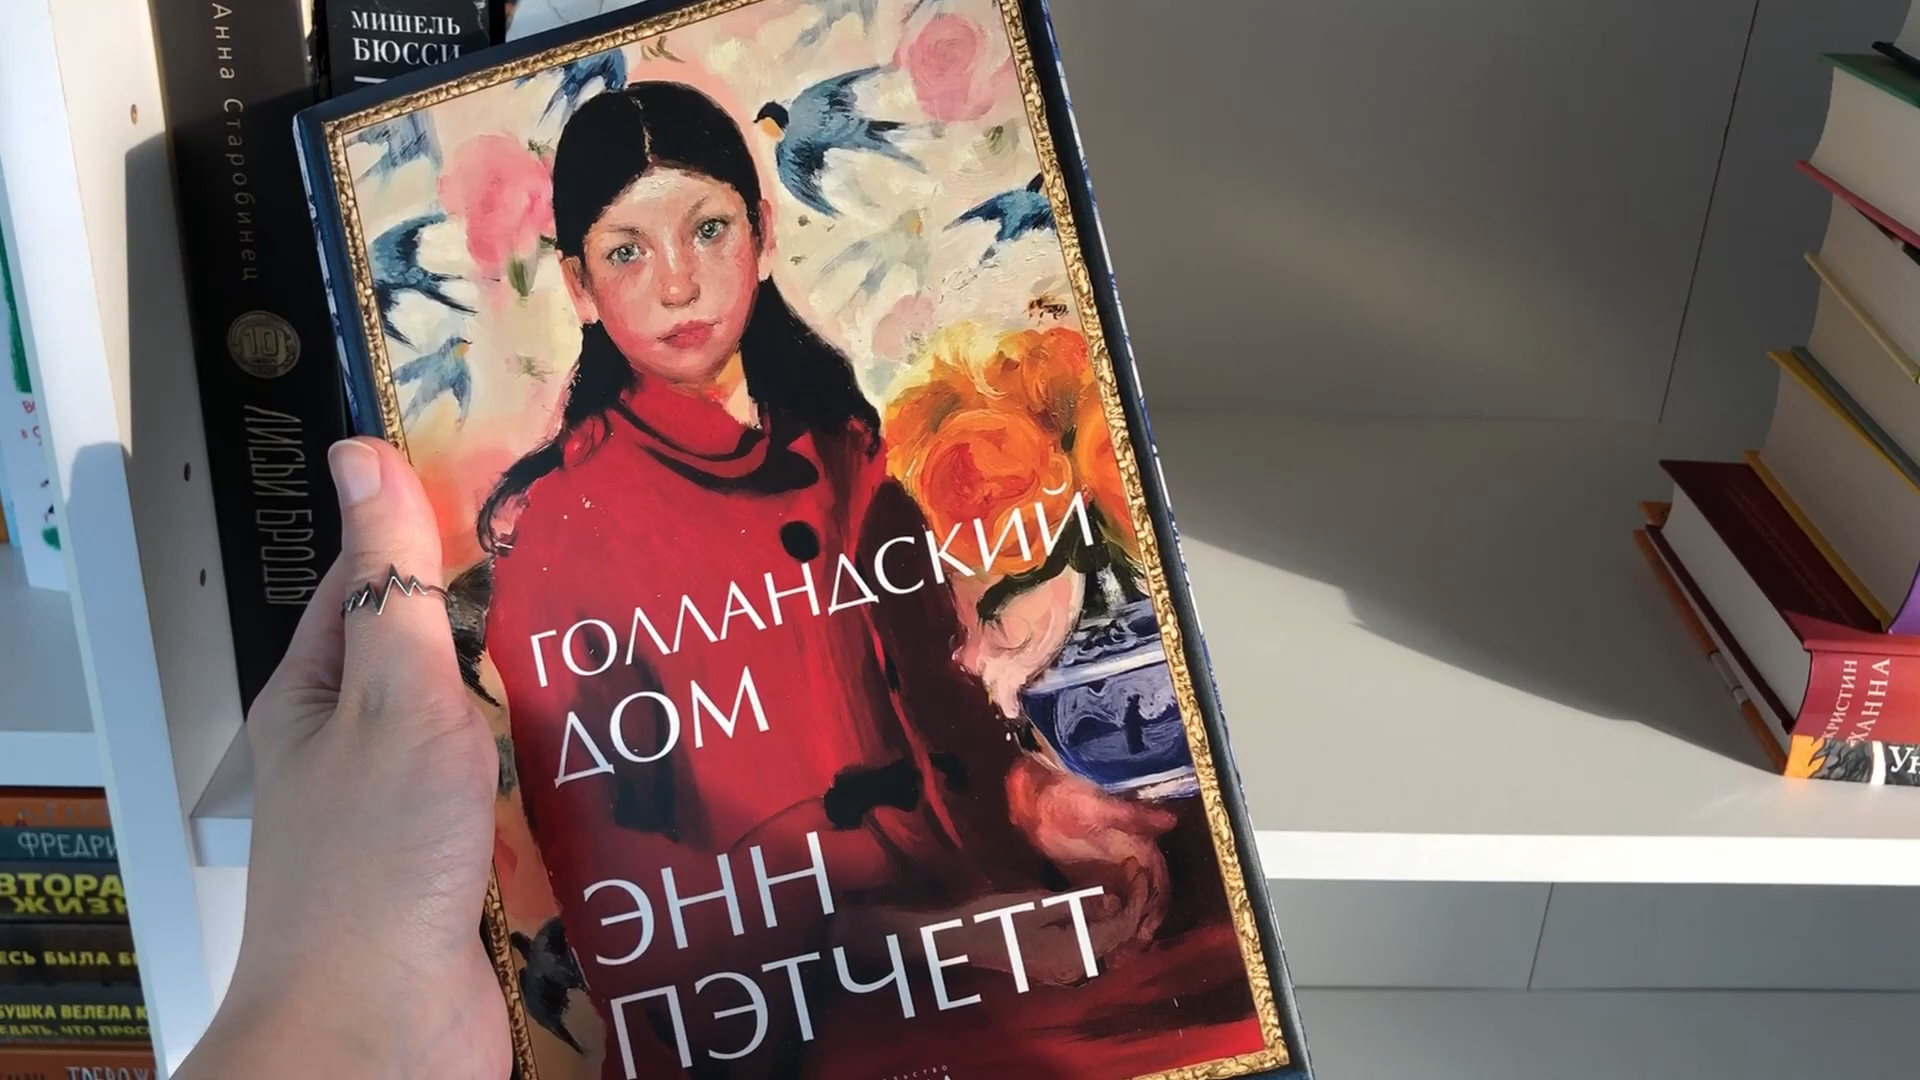 Анна Старобинец
10
ЛИСЬИ БРОДЫ
МИШЕЛЬ
БЮССИ
ГОЛЛАНДСКИЙ
ДОМ
ЭНН
ПЭТЧЕТТ
КРИСТИН
ХАННА
ФРЕДРИ
ВТОРА
ЖИЗН
ЕСЬ БЫЛА
БУШКА ВЕЛЕЛА К
ЕДАТЬ, ЧТО ПРОС
ТРЕВОЖ